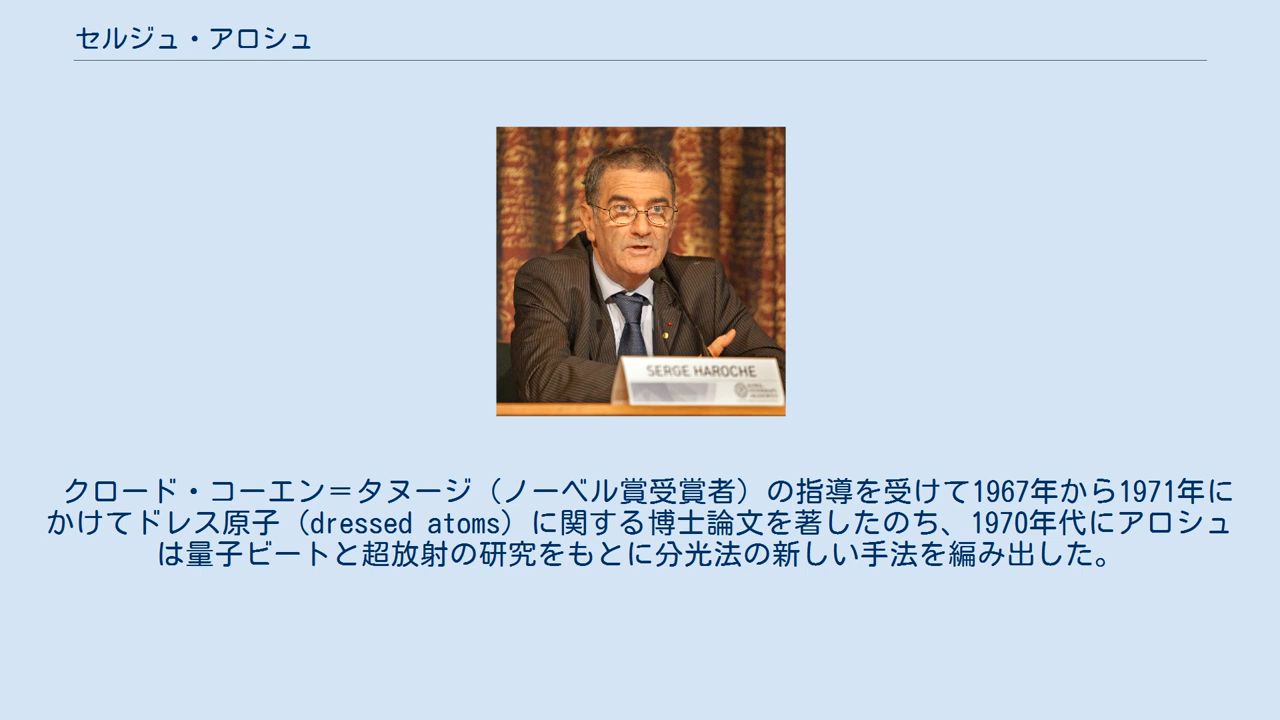 セルジュ・アロシュ
SERGE HAROCHE
クロード・コーエン＝タヌージ（ノーベル賞受賞者）の指導を受けて1967年から1971年に
かけてドレス原子（dressed atoms）に関する博士論文を著したのち、1970年代にアロシュ
は量子ビートと超放射の研究をもとに分光法の新しい手法を編み出した。